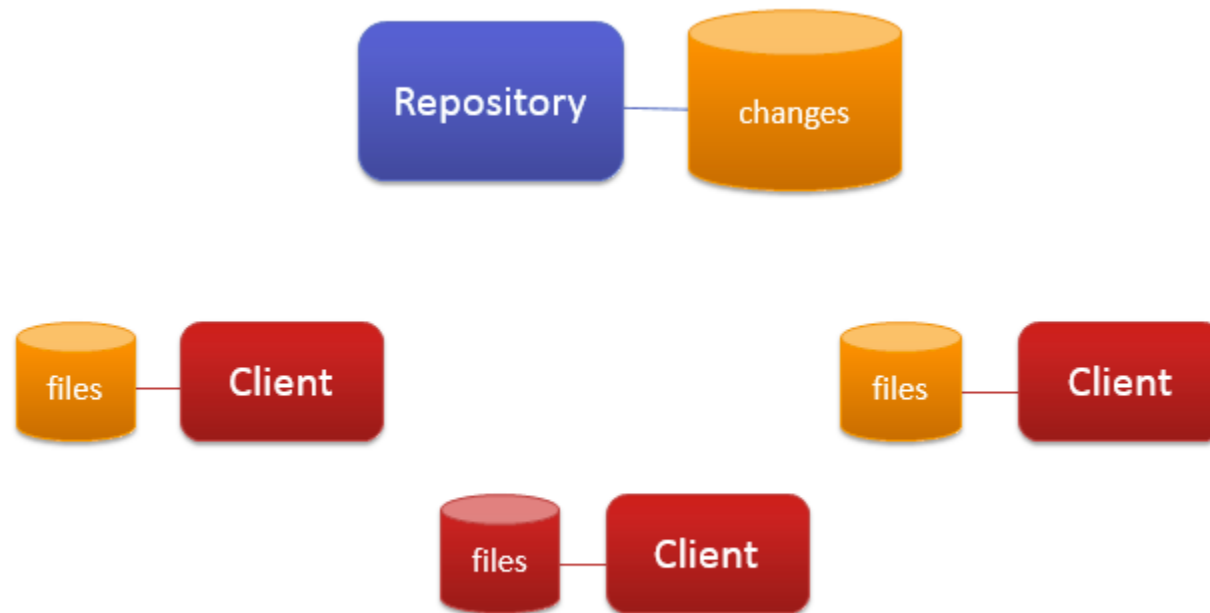 Repository
changes
files
Client
files
Client
files
Client